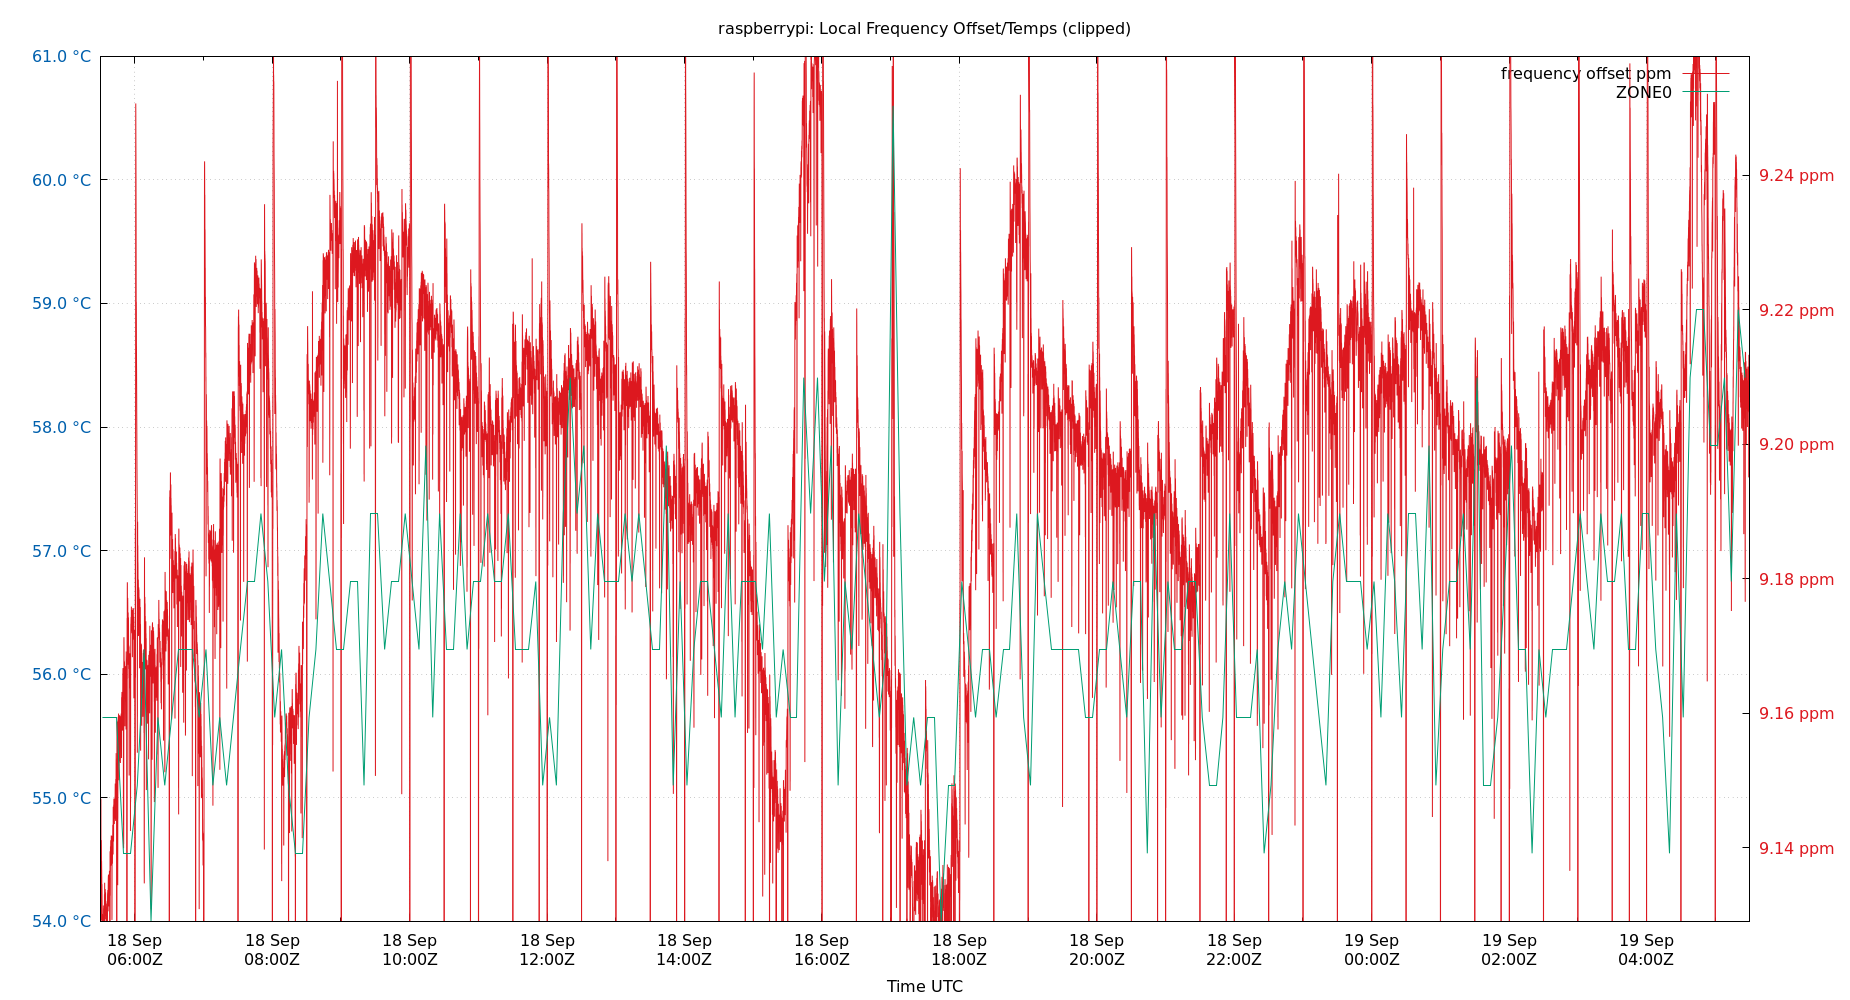 raspberrypi: Local Frequency Offset/Temps (clipped)
frequency offset ppm
ZONE0
61.0 °C
60.0 °C
59.0 °C
58.0 °C
57.0 °C
56.0 °C
55.0 °C
54.0 °C
9.24 ppm
9.22 ppm
9.20 ppm
9.18 ppm
9.16 ppm
9.14 ppm
18 Sep 18 Sep 18 Sep 18 Sep 18 Sep 18 Sep 18 Sep 18 Sep 18 Sep 19 Sep 19 Sep 19 Sep
06:00Z 08:00Z 10:00Z 12:00Z 14:00Z 16:00Z 18:00Z 20:00Z 22:00Z 00:00Z 02:00Z 04:00Z
Time UTC